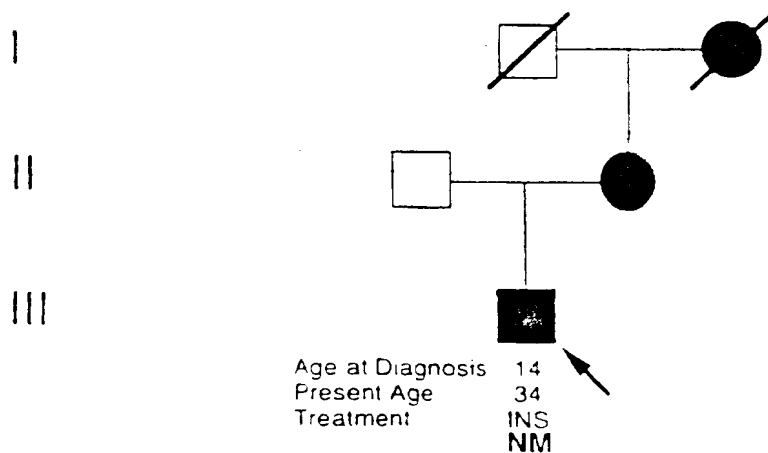 I
II
III
Age at Diagnosis 14
Present Age 34
Treatment INS
NM